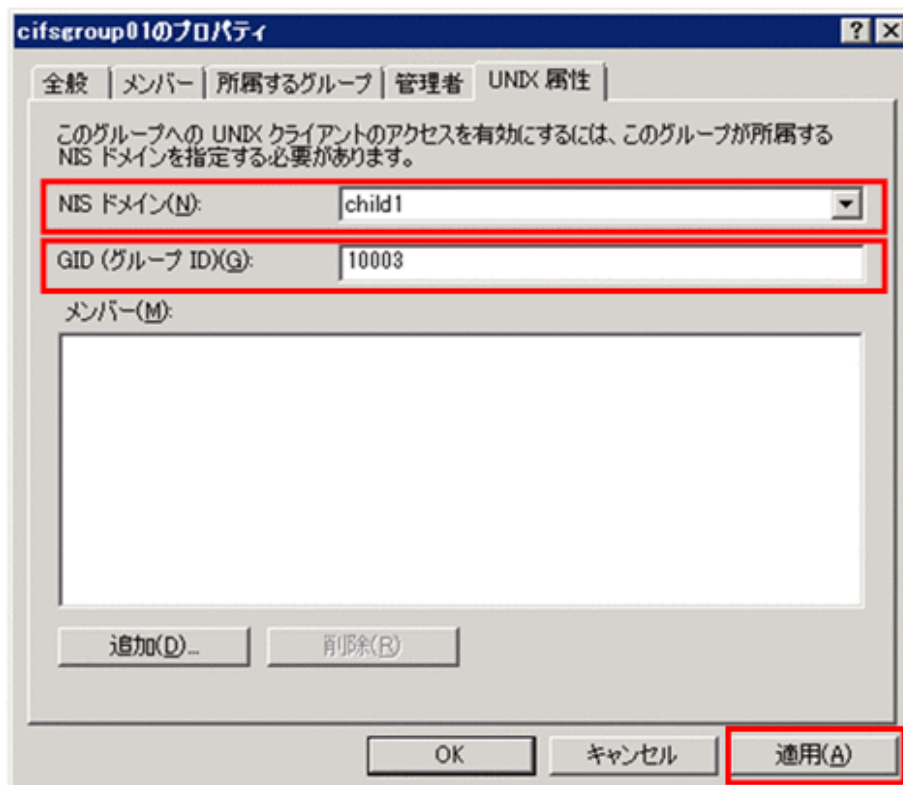 cifsgroup01のプロパティ
全般 メンバー 所属するグループ 管理者 UNIX 属性
このグループへの UNIX クライアントのアクセスを有効にするには、このグループが所属する
NIS ドメインを指定する必要があります。
NIS ドメイン(N): child1
GID (グループ ID)(G): 10003
メンバー(M):
追加(D)... 削除(R)
OK キャンセル 適用(A)